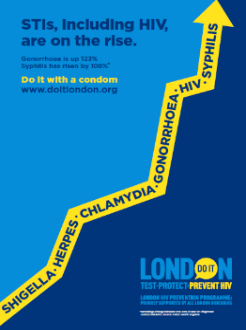 STIs, including HIV,
are on the rise.
Gonorrhoea is up 123%
Syphilis has risen by 108%*
Do it with a condom
www.doitlondon.org
SHIGELLA · HERPES · CHLAMYDIA · GONORRHOEA · HIV · SYPHILIS
LONDON
DO IT
TEST·PROTECT·PREVENT HIV
LONDON HIV PREVENTION PROGRAMME:
PROUDLY SUPPORTED BY ALL LONDON BOROUGHS